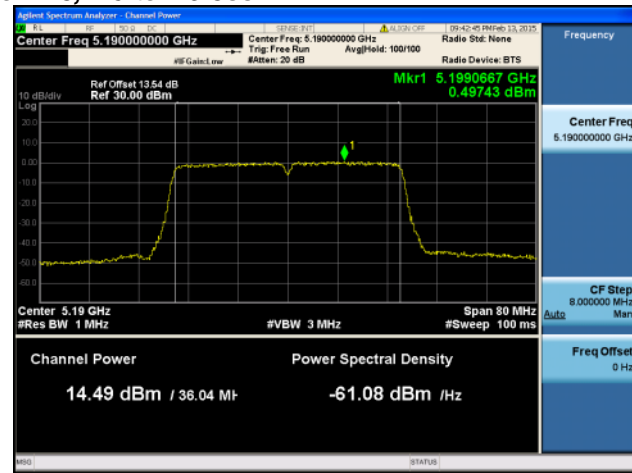 Agilent Spectrum Analyzer - Channel Power
RL RF 50 Ω DC SENSE:INT ALIGN OFF 09:42:45 PM Feb 13, 2015
Center Freq 5.190000000 GHz
Center Freq: 5.190000000 GHz
Radio Std: None
Trig: Free Run Avg|Hold: 100/100
#IFGain:Low #Atten: 20 dB Radio Device: BTS
Frequency
Mkr1 5.1990667 GHz
0.49743 dBm
Ref Offset 13.54 dB
10 dB/div Ref 30.00 dBm
Log
20.0
10.0
0.00
-10.0
-20.0
-30.0
-40.0
-50.0
-60.0
1
Center 5.19 GHz Span 80 MHz
#Res BW 1 MHz #VBW 3 MHz #Sweep 100 ms
Center Freq
5.190000000 GHz
CF Step
8.000000 MHz
Auto Man
Freq Offset
0 Hz
Channel Power Power Spectral Density
14.49 dBm / 36.04 MH -61.08 dBm /Hz
MSG STATUS